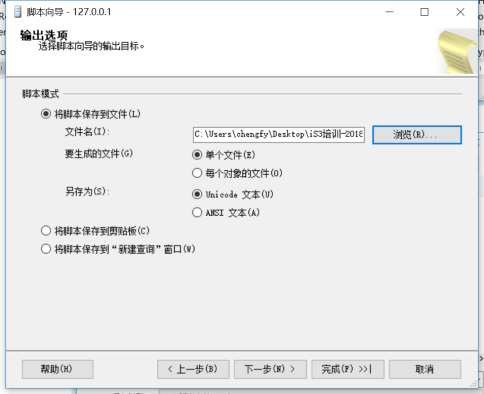 脚本向导 - 127.0.0.1
输出选项
选择脚本向导的输出目标。
脚本模式
将脚本保存到文件(L)
文件名(I):
C:\Users\chengfy\Desktop\iS3培训-2018
浏览(R)...
要生成的文件(G)
单个文件(E)
每个对象的文件(O)
另存为(S):
Unicode 文本(U)
ANSI 文本(A)
将脚本保存到剪贴板(C)
将脚本保存到“新建查询”窗口(W)
帮助(H)
< 上一步(B)
下一步(N) >
完成(F) >>|
取消